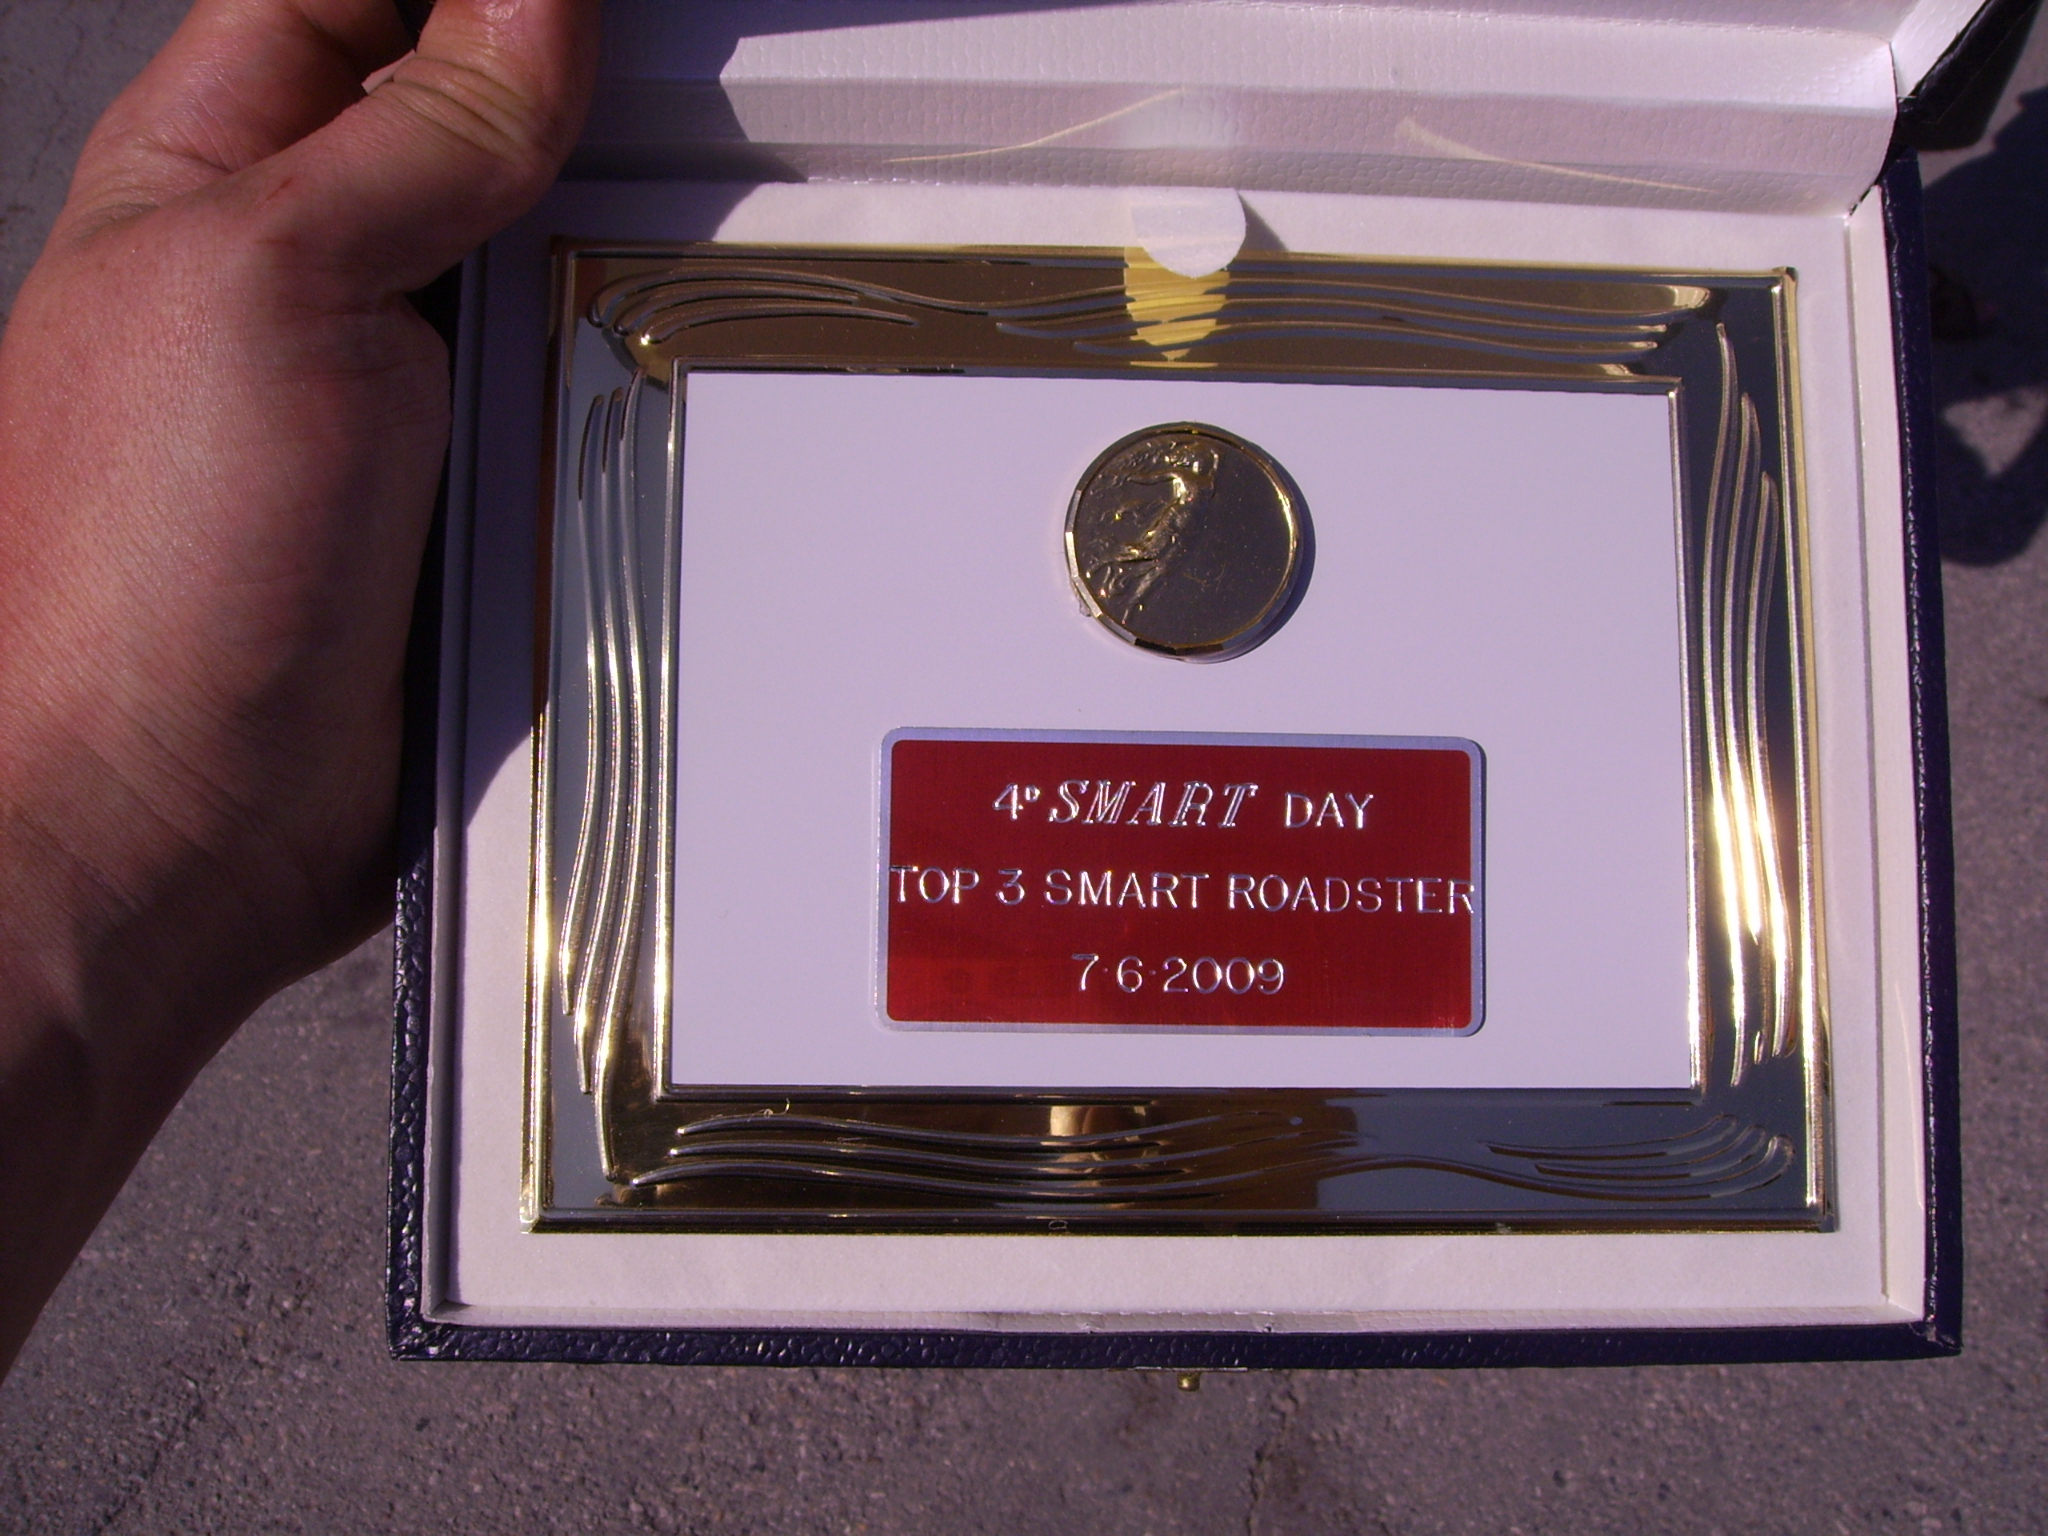 4º SMART DAY
TOP 3 SMART ROADSTER
7·6·2009